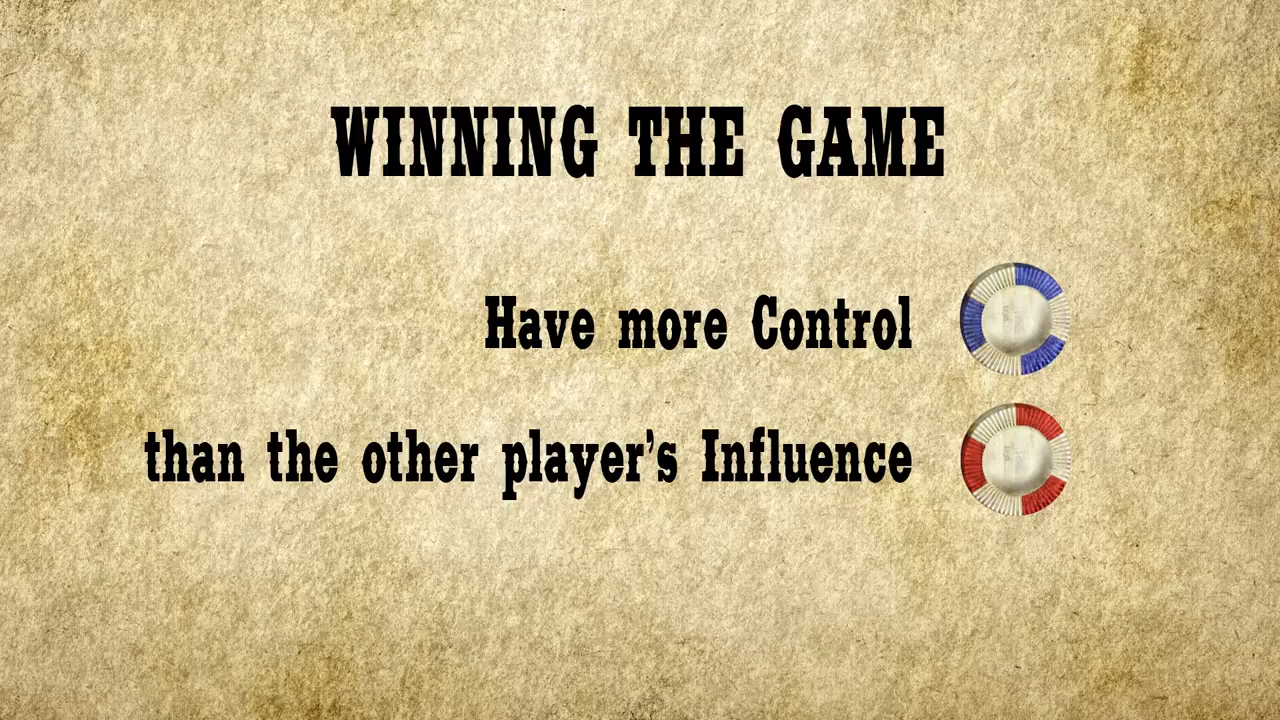 WINNING THE GAME
Have more Control
than the other player's Influence